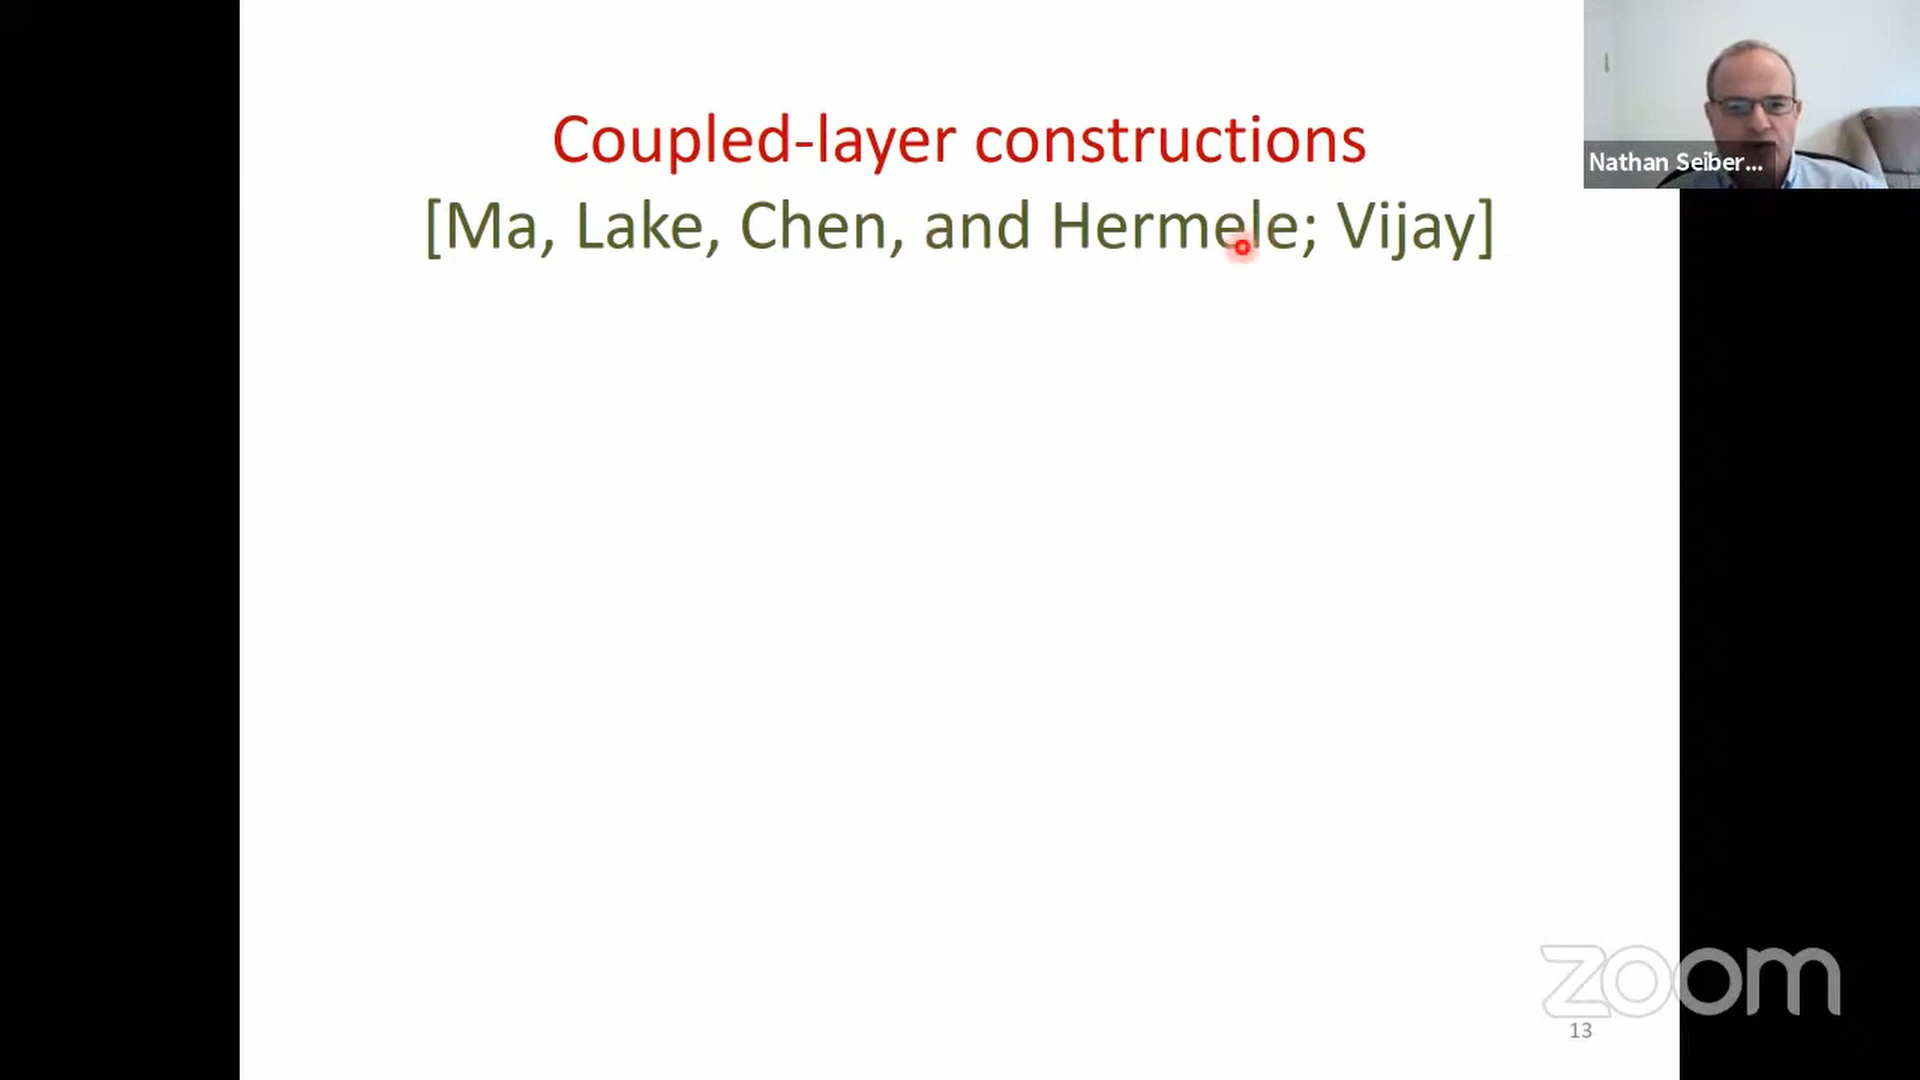 Coupled-layer constructions
[Ma, Lake, Chen, and Hermele; Vijay]
Nathan Seiber...
zoom
13